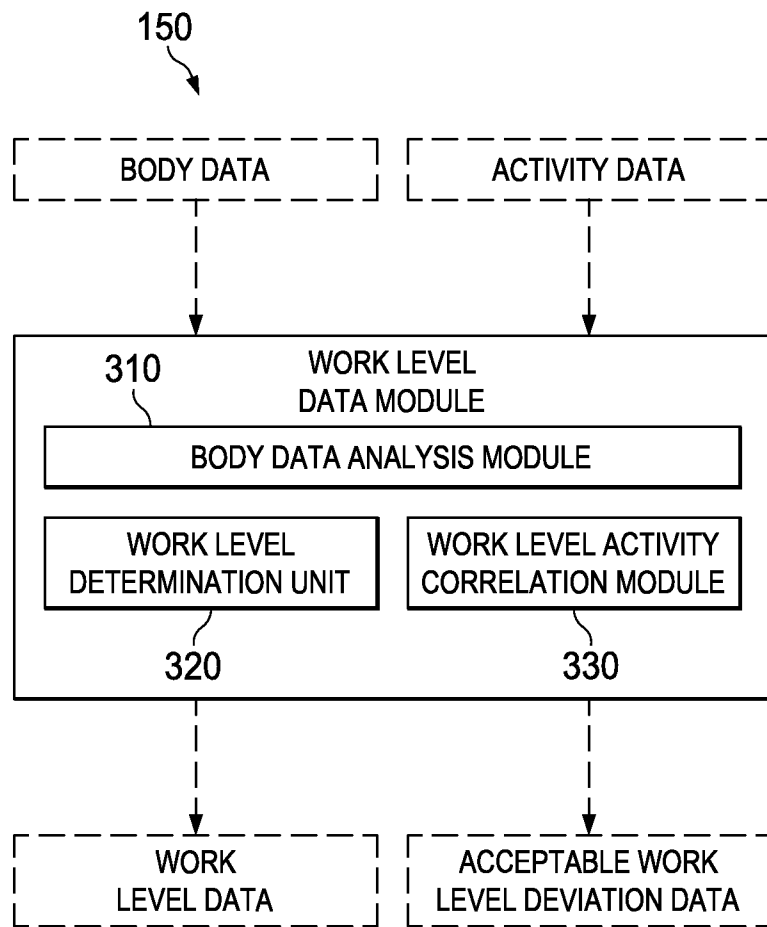 150
BODY DATA
ACTIVITY DATA
WORK LEVEL
DATA MODULE
310
BODY DATA ANALYSIS MODULE
WORK LEVEL
DETERMINATION UNIT
WORK LEVEL ACTIVITY
CORRELATION MODULE
320
330
WORK
LEVEL DATA
ACCEPTABLE WORK
LEVEL DEVIATION DATA